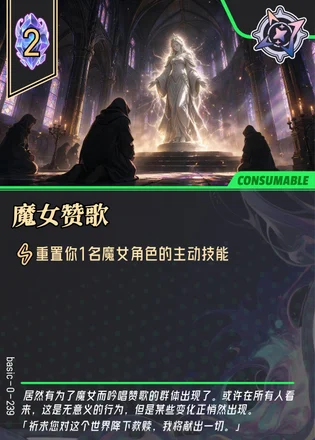 2
CONSUMABLE
魔女赞歌
重置你1名魔女角色的主动技能
居然有为了魔女而吟唱赞歌的群体出现了。或许在所有人看
来，这是无意义的行为，但是某些变化正悄然出现。
「祈求您对这个世界降下救赎，我将献出一切。」
basic-0-239